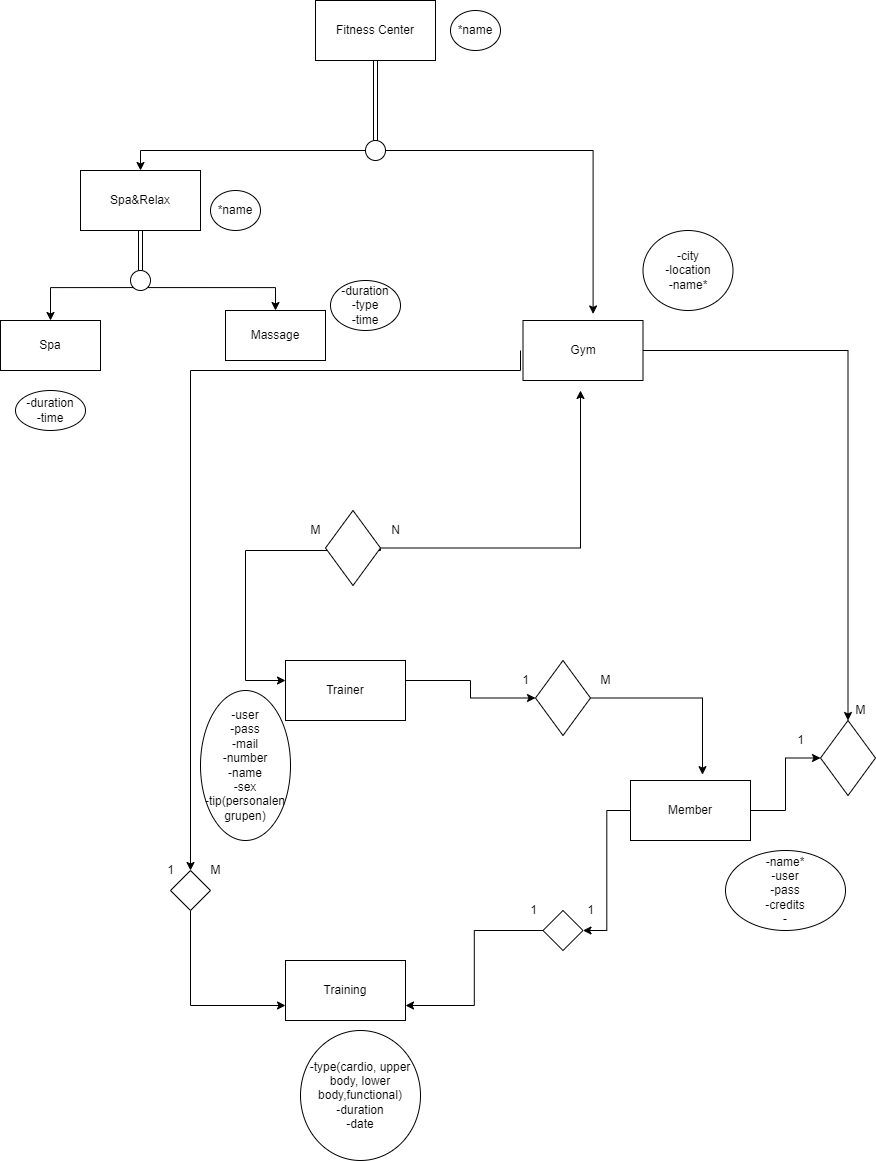 Fitness Center
*name
Spa&Relax
*name
-city
-location
-name*
-duration
-type
-time
Spa
Massage
Gym
-duration
-time
M
N
Trainer
1
M
-user
-pass
-mail
-number
-name
-sex
-tip(personalen
grupen)
M
1
Member
-name*
-user
-pass
-credits
-
1
M
1
1
Training
-type(cardio, upper
body, lower
body,functional)
-duration
-date